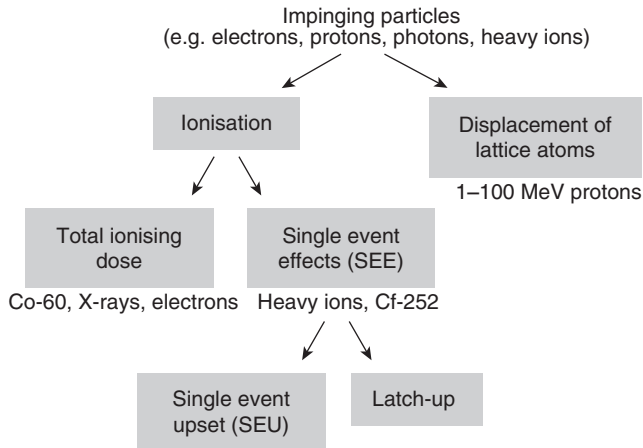 Impinging particles
(e.g. electrons, protons, photons, heavy ions)
Ionisation
Displacement of
lattice atoms
1–100 MeV protons
Total ionising
dose
Single event
effects (SEE)
Co-60, X-rays, electrons
Heavy ions, Cf-252
Single event
upset (SEU)
Latch-up